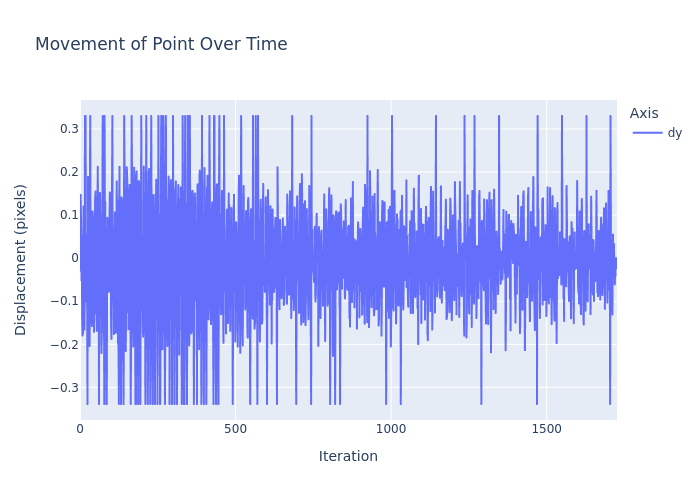 Movement of Point Over Time
Axis
dy
0.3
0.2
0.1
0
−0.1
−0.2
−0.3
Displacement (pixels)
0
500
1000
1500
Iteration